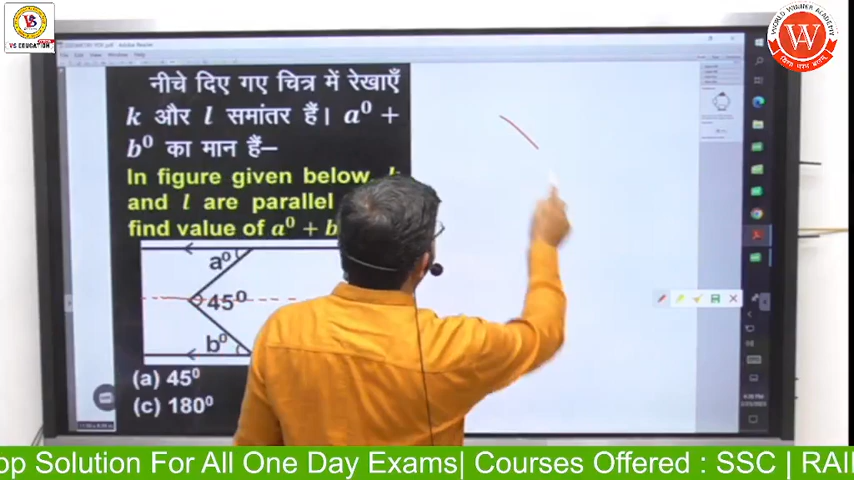 VS
VS EDUCATION
WORLD WINNER ACADEMY
W
नीचे दिए गए चित्र में रेखाएँ
k और l समांतर हैं। a⁰ +
b⁰ का मान हैं–
In figure given below, k
and l are parallel
find value of a⁰ + b
a⁰
45⁰
b⁰
(a) 45⁰
(c) 180⁰
op Solution For All One Day Exams| Courses Offered : SSC | RAI